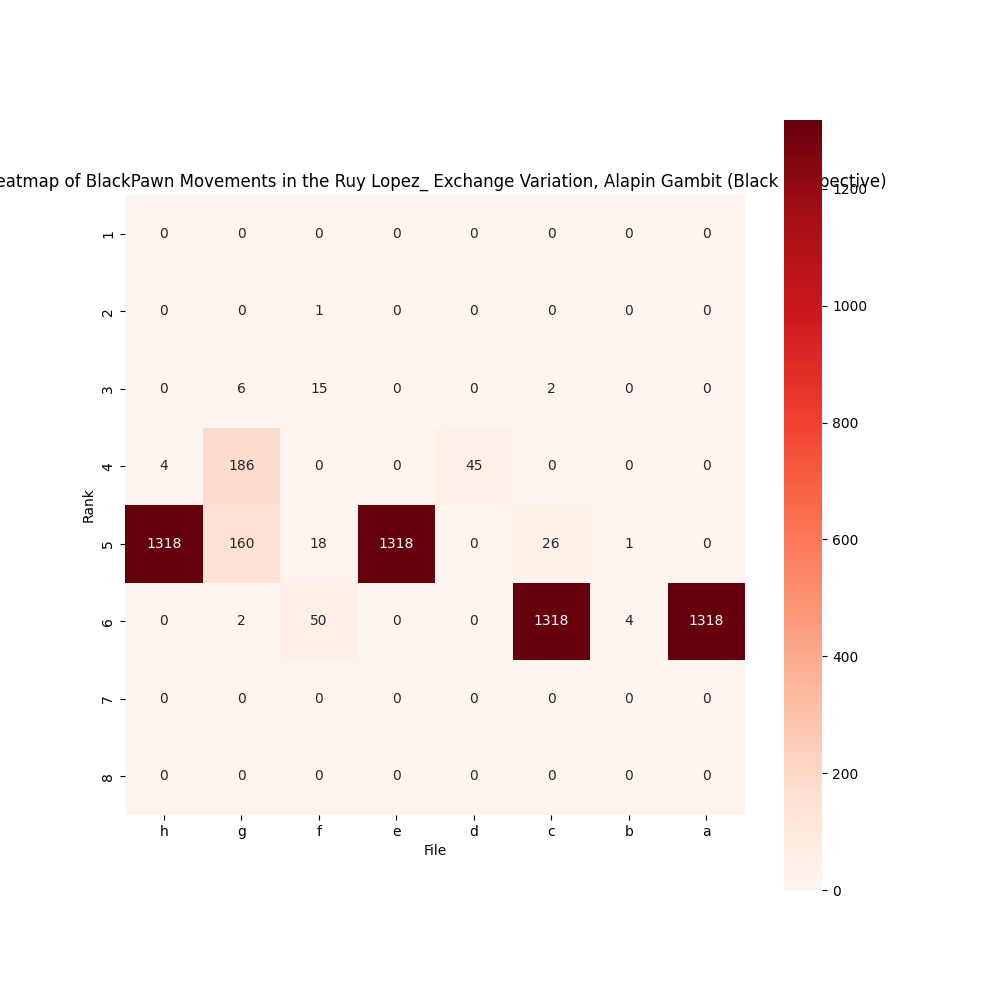 eatmap of BlackPawn Movements in the Ruy Lopez_ Exchange Variation, Alapin Gambit (Black pective)
1 0 0 0 0 0 0 0 0
2 0 0 1 0 0 0 0 0
3 0 6 15 0 0 2 0 0
4 4 186 0 0 45 0 0 0
Rank
5 1318 160 18 1318 0 26 1 0
6 0 2 50 0 0 1318 4 1318
7 0 0 0 0 0 0 0 0
8 0 0 0 0 0 0 0 0
h g f e d c b a
File
1200
1000
800
600
400
200
0